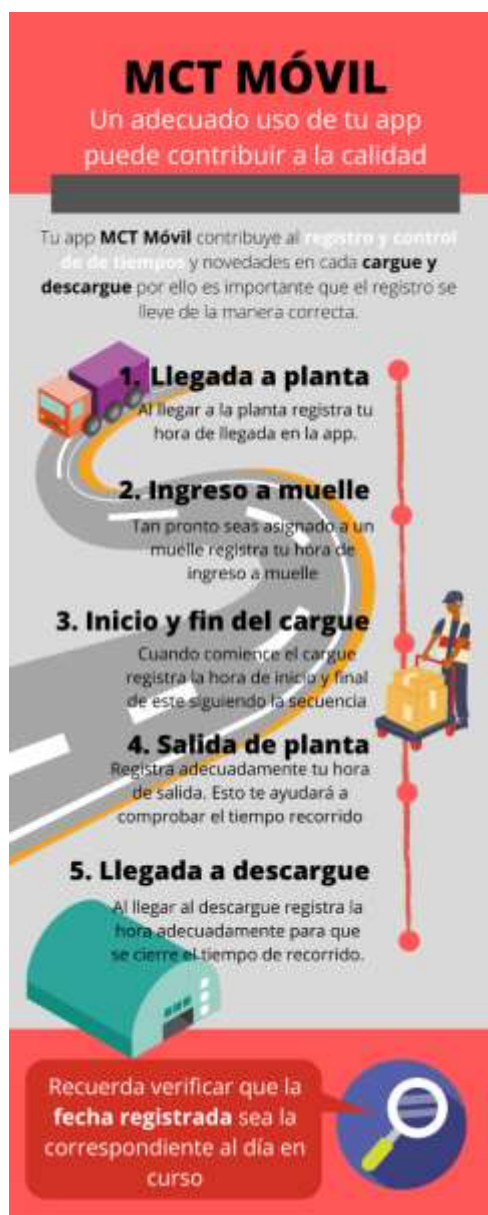 MCT MÓVIL
Un adecuado uso de tu app
puede contribuir a la calidad
Tu app MCT Móvil contribuye al registro y control
de de tiempos y novedades en cada cargue y
descargue por ello es importante que el registro se
lleve de la manera correcta.
1. Llegada a planta
Al llegar a la planta registra tu
hora de llegada en la app.
2. Ingreso a muelle
Tan pronto seas asignado a un
muelle registra tu hora de
ingreso a muelle
3. Inicio y fin del cargue
Cuando comience el cargue
registra la hora de inicio y final
de este siguiendo la secuencia
4. Salida de planta
Registra adecuadamente tu hora
de salida. Esto te ayudará a
comprobar el tiempo recorrido
5. Llegada a descargue
Al llegar al descargue registra la
hora adecuadamente para que
se cierre el tiempo de recorrido.
Recuerda verificar que la
fecha registrada sea la
correspondiente al día en
curso